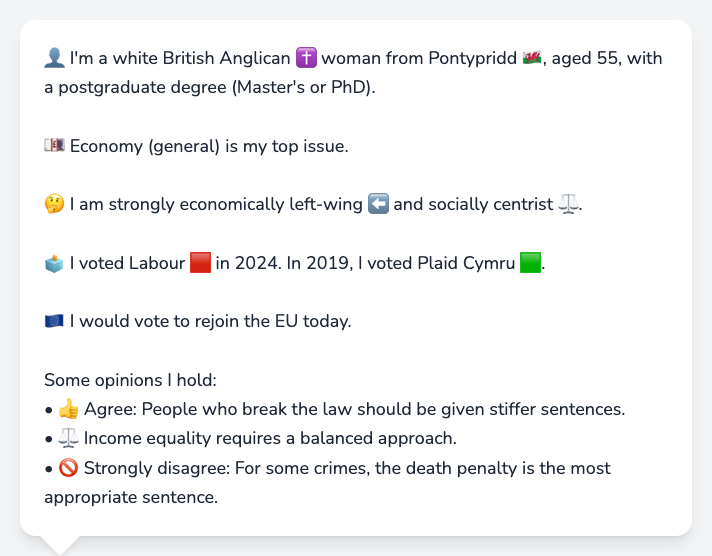 👤 I'm a white British Anglican ✝️ woman from Pontypridd 🏴󠁧󠁢󠁷󠁬󠁳󠁿, aged 55, with
a postgraduate degree (Master's or PhD).
💷 Economy (general) is my top issue.
🤔 I am strongly economically left-wing ⬅️ and socially centrist ⚖️.
🗳️ I voted Labour 🟥 in 2024. In 2019, I voted Plaid Cymru 🟩.
🇪🇺 I would vote to rejoin the EU today.
Some opinions I hold:
• 👍 Agree: People who break the law should be given stiffer sentences.
• ⚖️ Income equality requires a balanced approach.
• 🚫 Strongly disagree: For some crimes, the death penalty is the most
appropriate sentence.